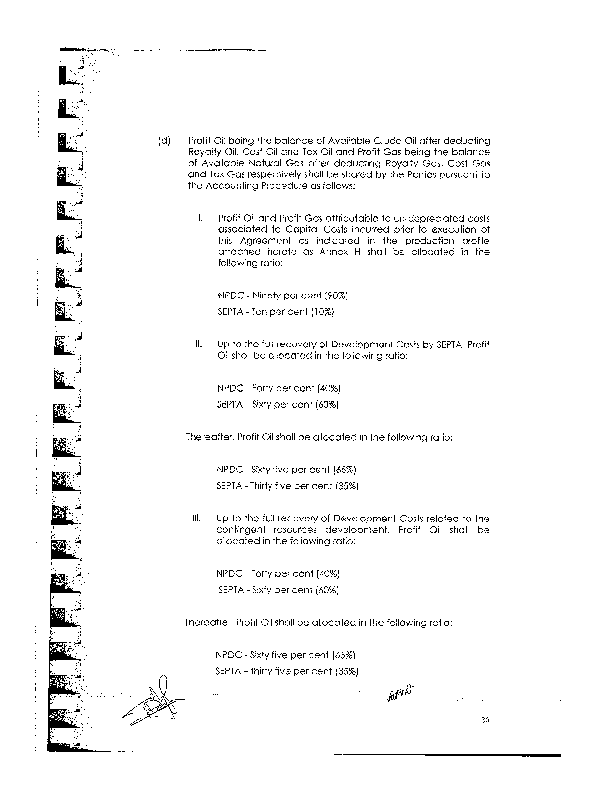 (d) Profit Oil being the balance of Available Crude Oil after deducting
Royalty Oil, Cost Oil and Tax Oil and Profit Gas being the balance
of Available Natural Gas after deducting Royalty Gas, Cost Gas
and Tax Gas respectively shall be shared by the Parties pursuant to
the Accounting Procedure as follows:
I. Profit Oil and Profit Gas attributable to un-depreciated costs
associated to Capital Costs incurred prior to execution of
this Agreement as indicated in the production profile
attached hereto as Annex H shall be allocated in the
following ratio:
NPDC - Ninety per cent (90%)
SEPTA - Ten per cent (10%)
II. Up to the full recovery of Development Costs by SEPTA, Profit
Oil shall be allocated in the following ratio:
NPDC - Forty per cent (40%)
SEPTA - Sixty per cent (60%)
Thereafter, Profit Oil shall be allocated in the following ratio:
NPDC - Sixty five per cent (65%)
SEPTA - Thirty five per cent (35%)
III. Up to the full recovery of Development Costs related to the
contingent resources development, Profit Oil shall be
allocated in the following ratio:
NPDC - Forty per cent (40%)
SEPTA - Sixty per cent (60%)
Thereafter, Profit Oil shall be allocated in the following ratio:
NPDC - Sixty five per cent (65%)
SEPTA - Thirty five per cent (35%)